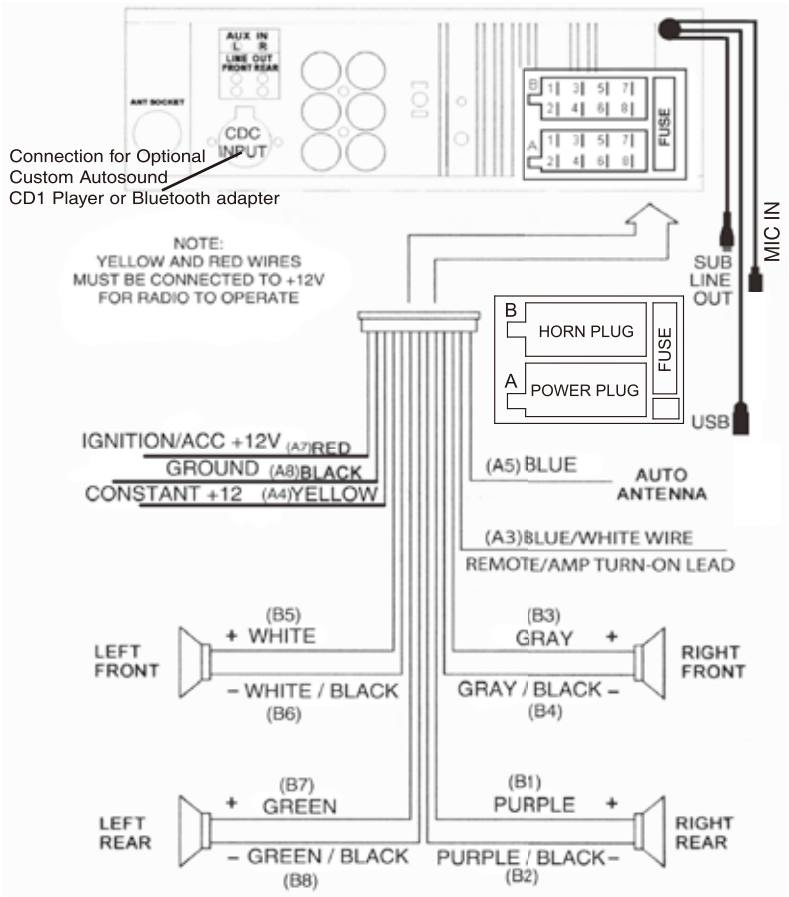 AUX IN
L R
LINE OUT
FRONT REAR
ANT SOCKET
CDC
INPUT
B
1 3 5 7
2 4 6 8
A
1 3 5 7
2 4 6 8
FUSE
Connection for Optional
Custom Autosound
CD1 Player or Bluetooth adapter
NOTE:
YELLOW AND RED WIRES
MUST BE CONNECTED TO +12V
FOR RADIO TO OPERATE
SUB
LINE
OUT
MIC IN
USB
B
HORN PLUG
A
POWER PLUG
FUSE
IGNITION/ACC +12V (A7)RED
GROUND (A8)BLACK
CONSTANT +12 (A4)YELLOW
(A5) BLUE
AUTO
ANTENNA
(A3)BLUE/WHITE WIRE
REMOTE/AMP TURN-ON LEAD
LEFT
FRONT
(B5)
+ WHITE
– WHITE / BLACK
(B6)
(B3)
GRAY +
GRAY / BLACK –
(B4)
RIGHT
FRONT
LEFT
REAR
(B7)
+ GREEN
– GREEN / BLACK
(B8)
(B1)
PURPLE +
PURPLE / BLACK –
(B2)
RIGHT
REAR